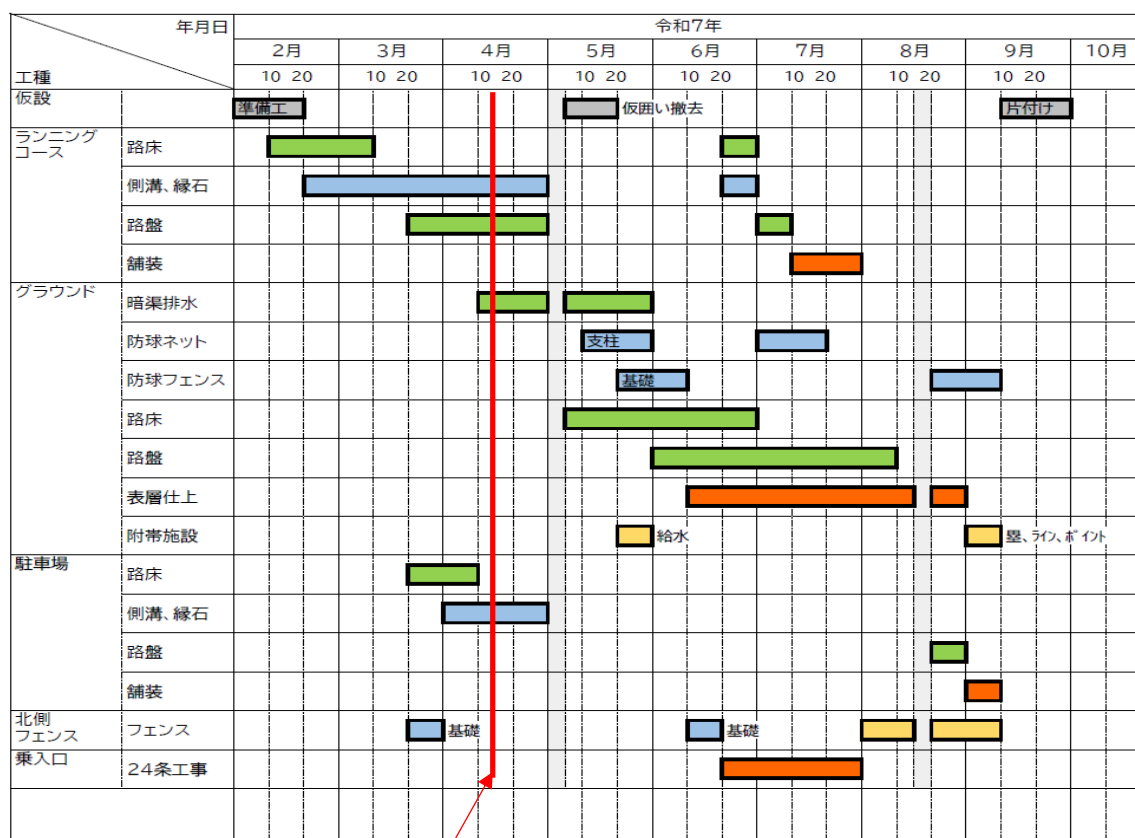 年月日
令和7年
工種
2月 3月 4月 5月 6月 7月 8月 9月 10月
10 20 10 20 10 20 10 20 10 20 10 20 10 20 10 20
仮設
準備工 仮囲い撤去 片付け
ランニング
コース
路床
側溝、縁石
路盤
舗装
グラウンド
暗渠排水
防球ネット 支柱
防球フェンス 基礎
路床
路盤
表層仕上
附帯施設 給水 塁、ライン、ポイント
駐車場
路床
側溝、縁石
路盤
舗装
北側
フェンス
フェンス 基礎 基礎
乗入口
24条工事